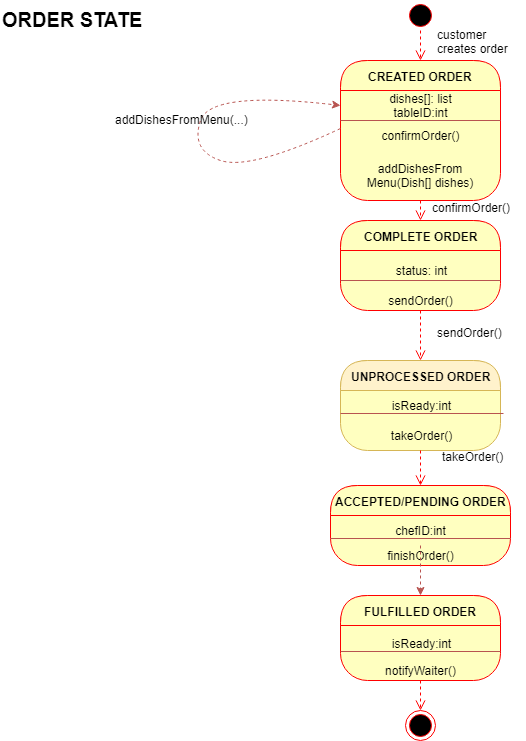 ORDER STATE
customer
creates order
CREATED ORDER
dishes[]: list
tableID:int
addDishesFromMenu(...)
confirmOrder()
addDishesFrom
Menu(Dish[] dishes)
confirmOrder()
COMPLETE ORDER
status: int
sendOrder()
sendOrder()
UNPROCESSED ORDER
isReady:int
takeOrder()
takeOrder()
ACCEPTED/PENDING ORDER
chefID:int
finishOrder()
FULFILLED ORDER
isReady:int
notifyWaiter()